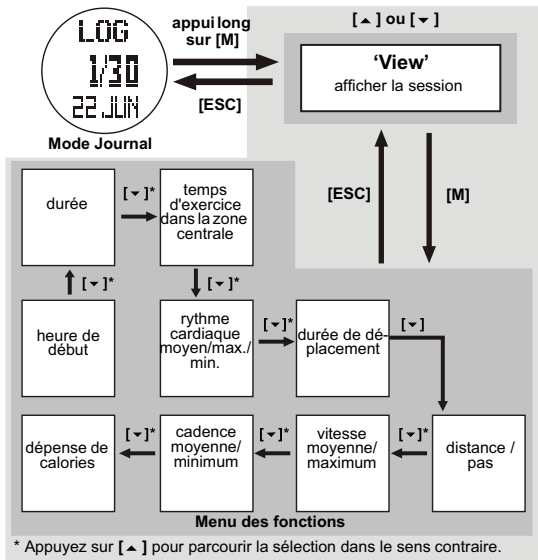 LOG
1/30
22 JUN
Mode Journal
appui long
sur [M]
[ESC]
[▲] ou [▼]
'View'
afficher la session
[ESC]
[M]
durée
[▼]*
temps
d'exercice
dans la zone
centrale
[▼]*
[▼]*
heure de
début
rythme
cardiaque
moyen/max./
min.
[▼]*
durée de dé-
placement
[▼]
dépense de
calories
[▼]*
cadence
moyenne/
minimum
[▼]*
vitesse
moyenne/
maximum
[▼]*
distance /
pas
Menu des fonctions
* Appuyez sur [▲] pour parcourir la sélection dans le sens contraire.